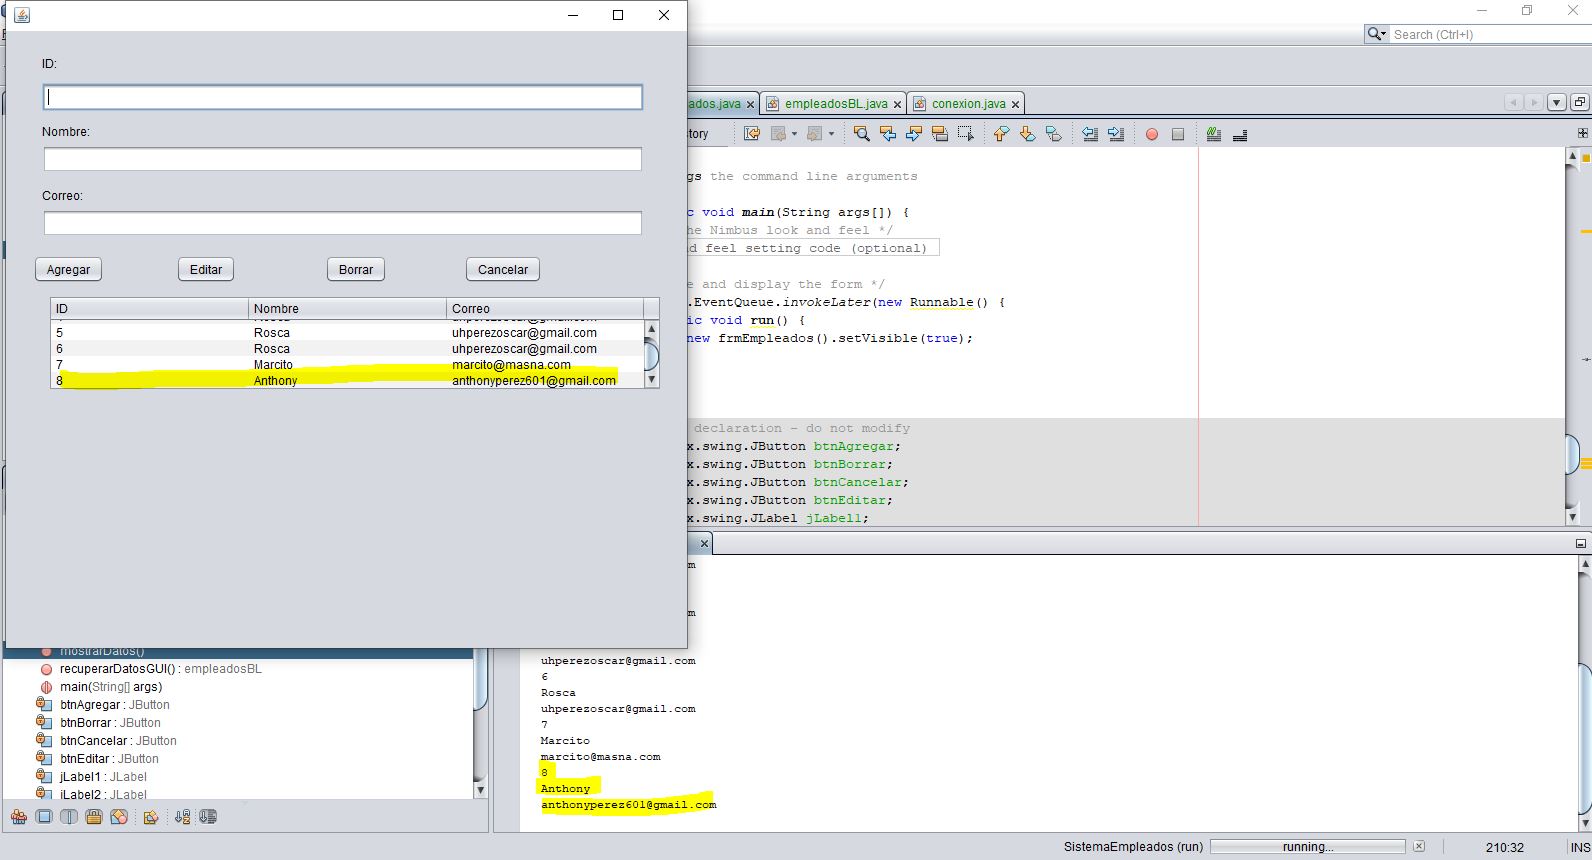 ID:
Nombre:
Correo:
Agregar Editar Borrar Cancelar
ID Nombre Correo
5 Rosca uhperezoscar@gmail.com
6 Rosca uhperezoscar@gmail.com
7 Marcito marcito@masna.com
8 Anthony anthonyperez601@gmail.com
Search (Ctrl+I)
ados.java empleadosBL.java conexion.java
tory
gs the command line arguments
c void main(String args[]) {
he Nimbus look and feel */
d feel setting code (optional)
e and display the form */
.EventQueue.invokeLater(new Runnable() {
ic void run() {
new frmEmpleados().setVisible(true);
declaration - do not modify
x.swing.JButton btnAgregar;
x.swing.JButton btnBorrar;
x.swing.JButton btnCancelar;
x.swing.JButton btnEditar;
x.swing.JLabel jLabel1;
m
m
uhperezoscar@gmail.com
6
Rosca
uhperezoscar@gmail.com
7
Marcito
marcito@masna.com
8
Anthony
anthonyperez601@gmail.com
mostrarDatos()
recuperarDatosGUI() : empleadosBL
main(String[] args)
btnAgregar : JButton
btnBorrar : JButton
btnCancelar : JButton
btnEditar : JButton
jLabel1 : JLabel
jLabel2 : JLabel
SistemaEmpleados (run) running... 210:32 INS